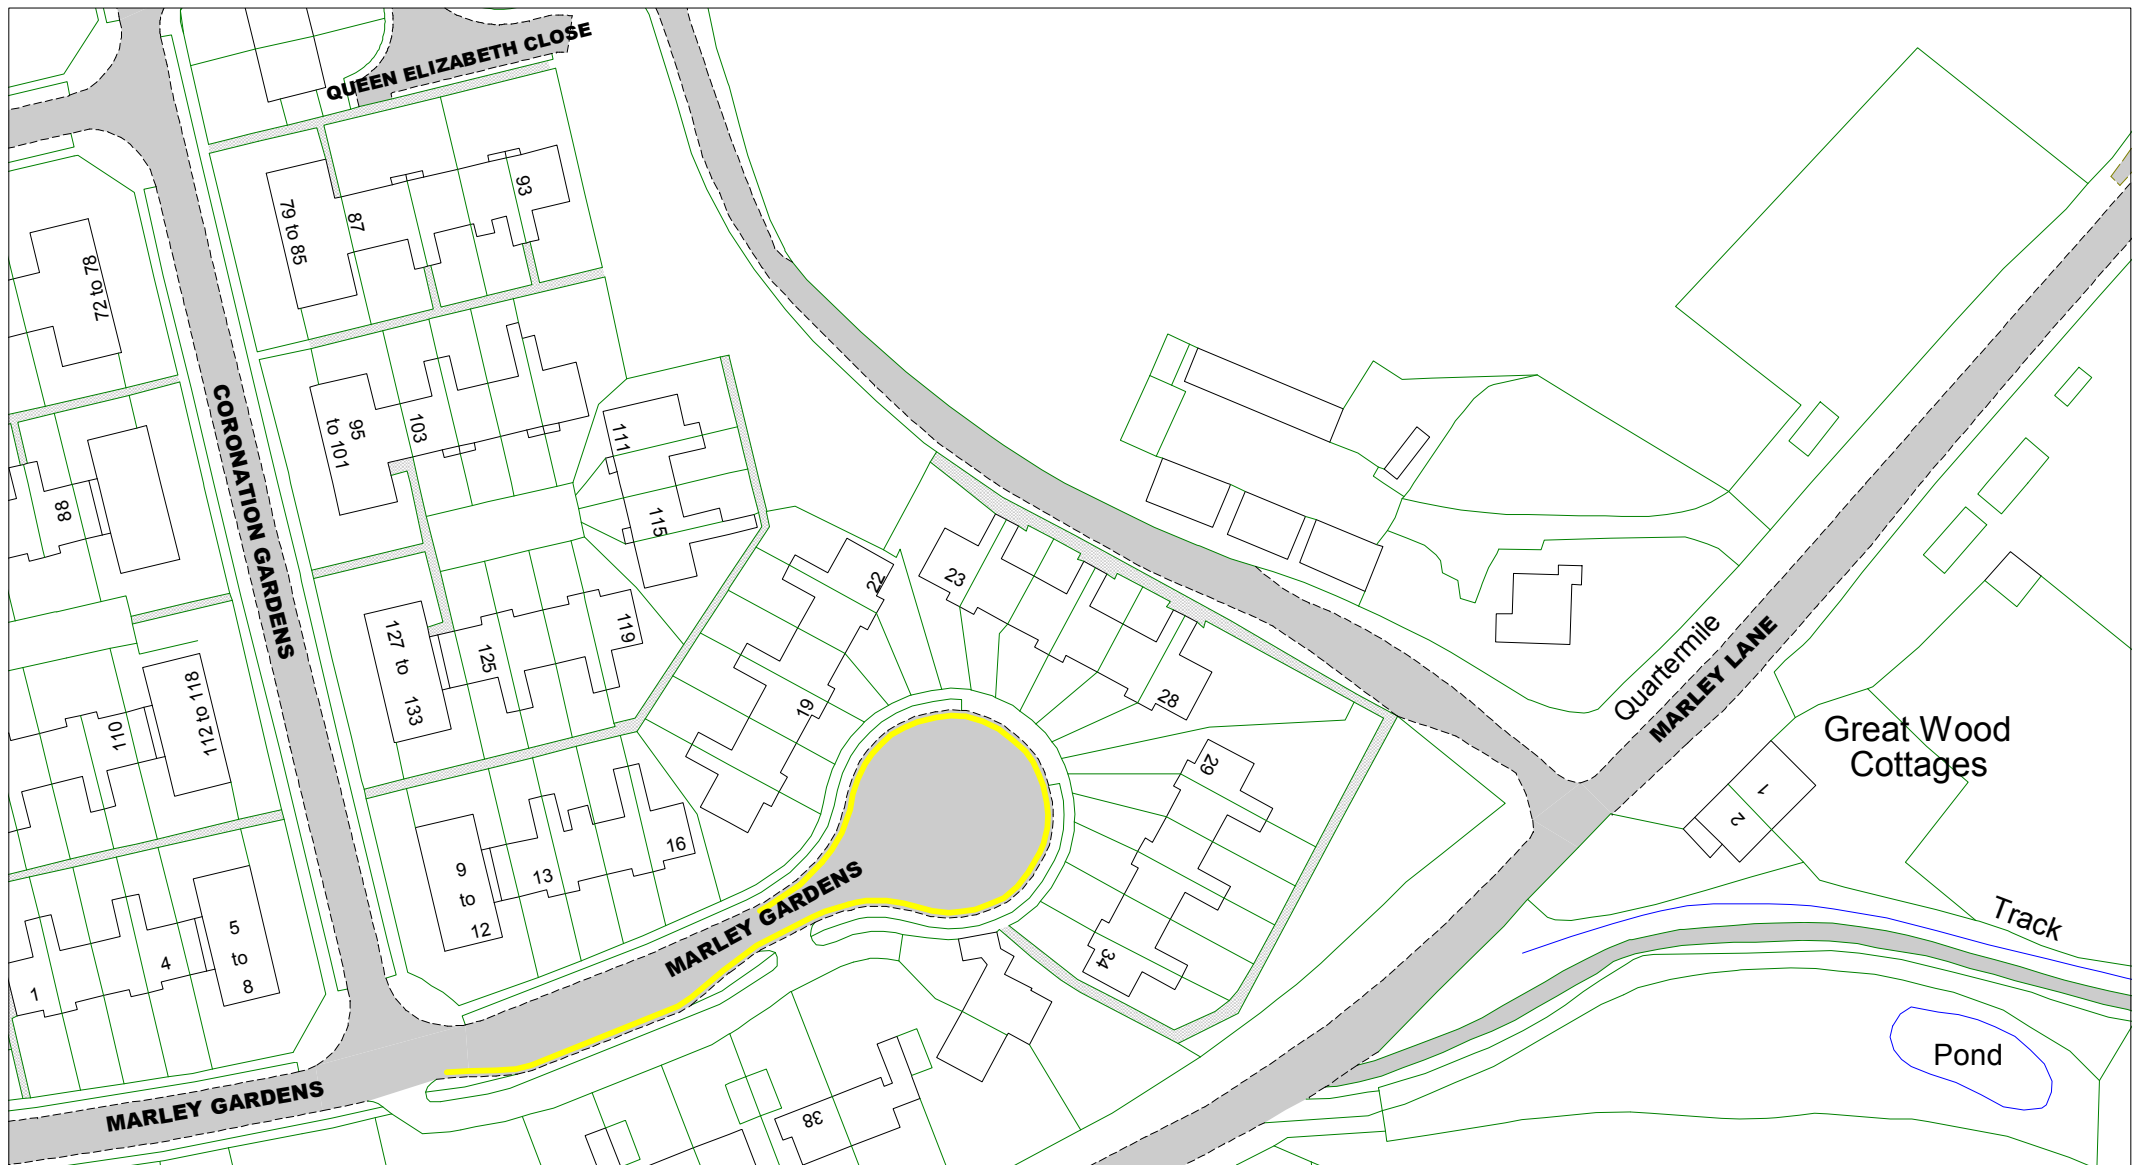 QUEEN ELIZABETH CLOSE
93
87
79 to 85
72 to 78
CORONATION GARDENS
95
to 101
103
111
115
88
22
23
28
127 to
133
125
119
19
29
34
110
112 to 118
9
to
12
13
16
5
to
8
4
1
MARLEY GARDENS
MARLEY GARDENS
38
Quartermile
MARLEY LANE
Great Wood
Cottages
1
2
Track
Pond